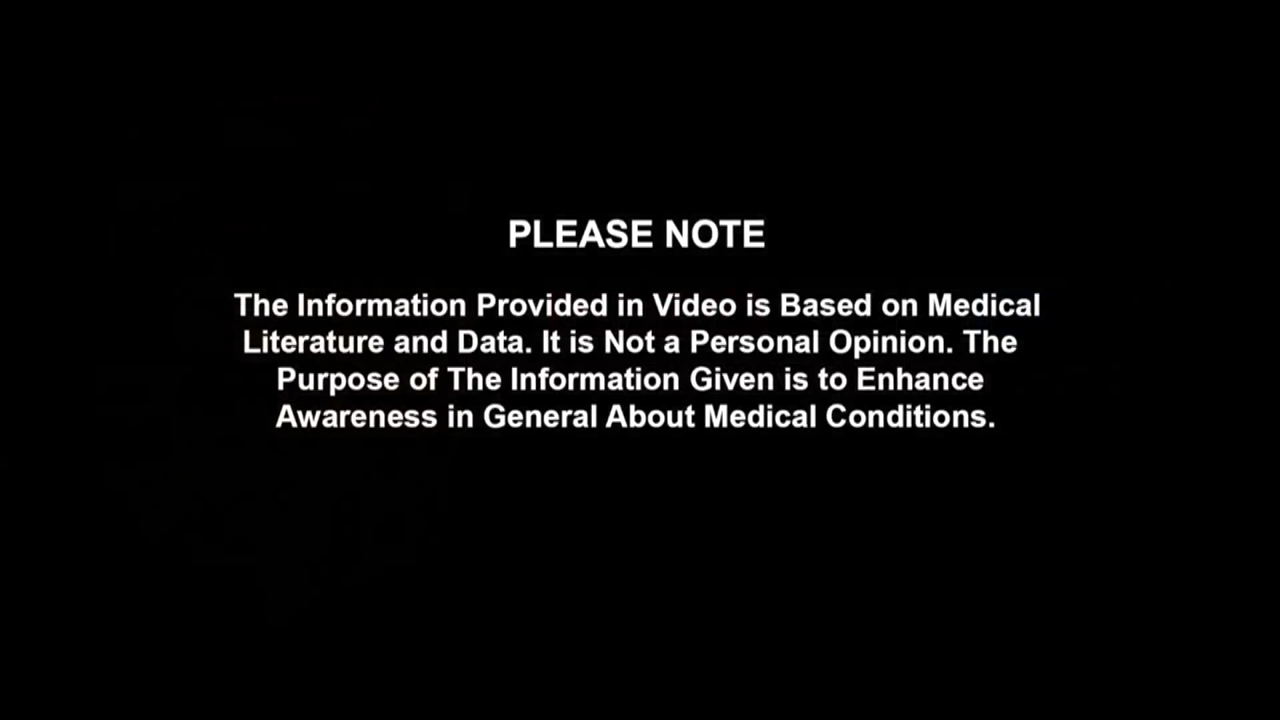 PLEASE NOTE
The Information Provided in Video is Based on Medical
Literature and Data. It is Not a Personal Opinion. The
Purpose of The Information Given is to Enhance
Awareness in General About Medical Conditions.